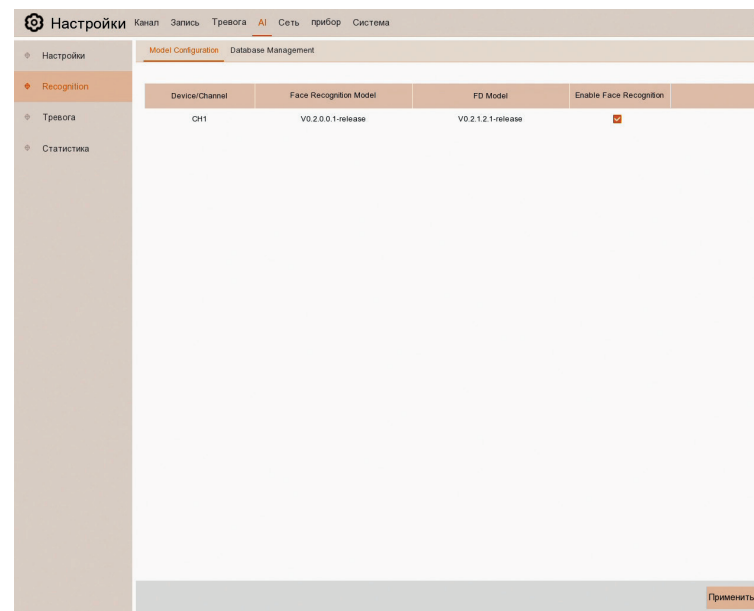 Настройки Канал Запись Тревога AI Сеть прибор Система
Настройки
Recognition
Тревога
Статистика
Model Configuration Database Management
Device/Channel Face Recognition Model FD Model Enable Face Recognition
CH1 V0.2.0.0.1-release V0.2.1.2.1-release
Применить